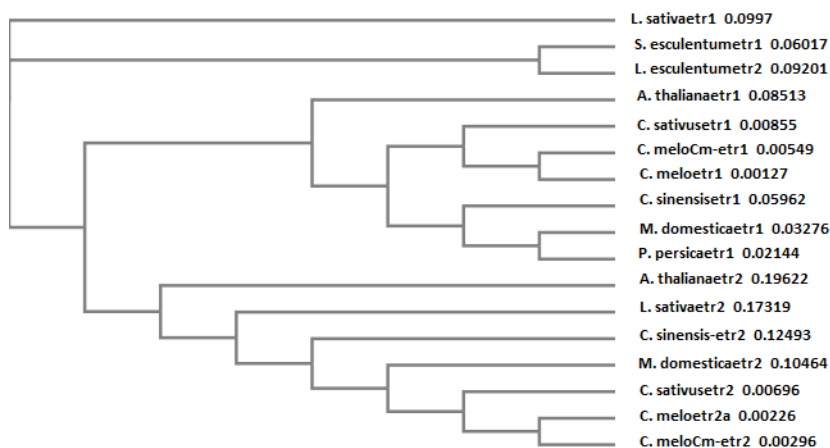 L. sativaetr1 0.0997
S. esculentumetr1 0.06017
L. esculentumetr2 0.09201
A. thalianaetr1 0.08513
C. sativusetr1 0.00855
C. meloCm-etr1 0.00549
C. meloetr1 0.00127
C. sinensisetr1 0.05962
M. domesticaetr1 0.03276
P. persicaetr1 0.02144
A. thalianaetr2 0.19622
L. sativaetr2 0.17319
C. sinensis-etr2 0.12493
M. domesticaetr2 0.10464
C. sativusetr2 0.00696
C. meloetr2a 0.00226
C. meloCm-etr2 0.00296